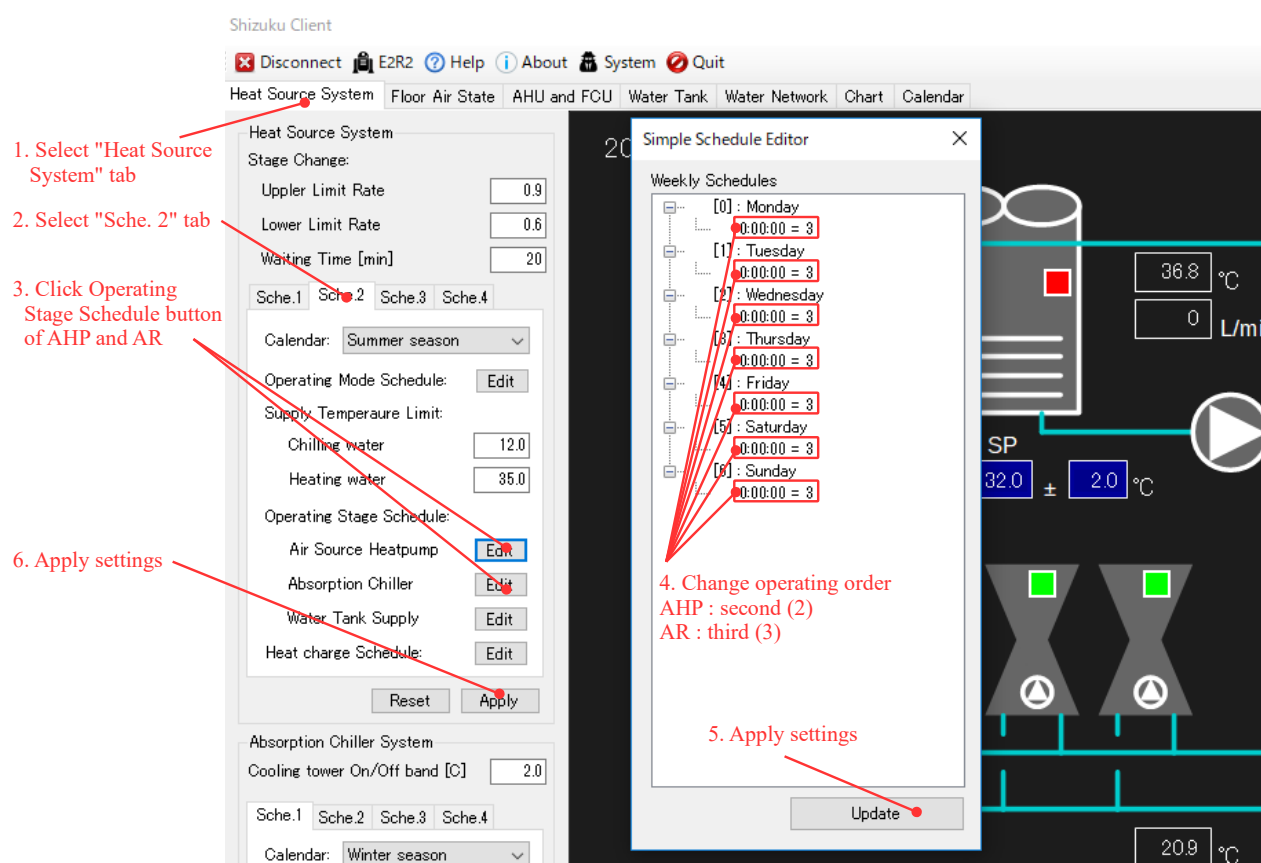 Shizuku Client
Disconnect E2R2 Help About System Quit
Heat Source System Floor Air State AHU and FCU Water Tank Water Network Chart Calendar
1. Select "Heat Source
System" tab
2. Select "Sche. 2" tab
3. Click Operating
Stage Schedule button
of AHP and AR
6. Apply settings
Heat Source System
Stage Change:
Uppler Limit Rate 0.9
Lower Limit Rate 0.6
Waiting Time [min] 20
Sche.1 Sche.2 Sche.3 Sche.4
Calendar: Summer season
Operating Mode Schedule: Edit
Supply Temperaure Limit:
Chilling water 12.0
Heating water 35.0
Operating Stage Schedule:
Air Source Heatpump Edit
Absorption Chiller Edit
Water Tank Supply Edit
Heat charge Schedule: Edit
Reset Apply
Absorption Chiller System
Cooling tower On/Off band [C] 2.0
Sche.1 Sche.2 Sche.3 Sche.4
Calendar: Winter season
20
Simple Schedule Editor
Weekly Schedules
[0] : Monday
0:00:00 = 3
[1] : Tuesday
0:00:00 = 3
[2] : Wednesday
0:00:00 = 3
[3] : Thursday
0:00:00 = 3
[4] : Friday
0:00:00 = 3
[5] : Saturday
0:00:00 = 3
[6] : Sunday
0:00:00 = 3
4. Change operating order
AHP : second (2)
AR : third (3)
5. Apply settings
Update
36.8 °C
0 L/mi
SP
32.0 ± 2.0 °C
20.9 °C